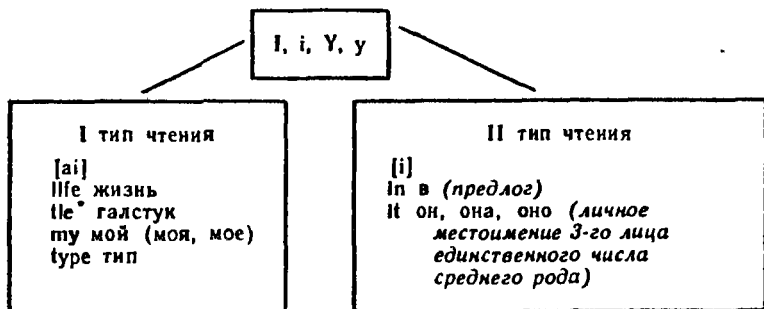 I, i, Y, y
I тип чтения
[ai]
life жизнь
tie* галстук
my мой (моя, мое)
type тип
II тип чтения
[i]
in в (предлог)
it он, она, оно (личное
местоимение 3-го лица
единственного числа
среднего рода)